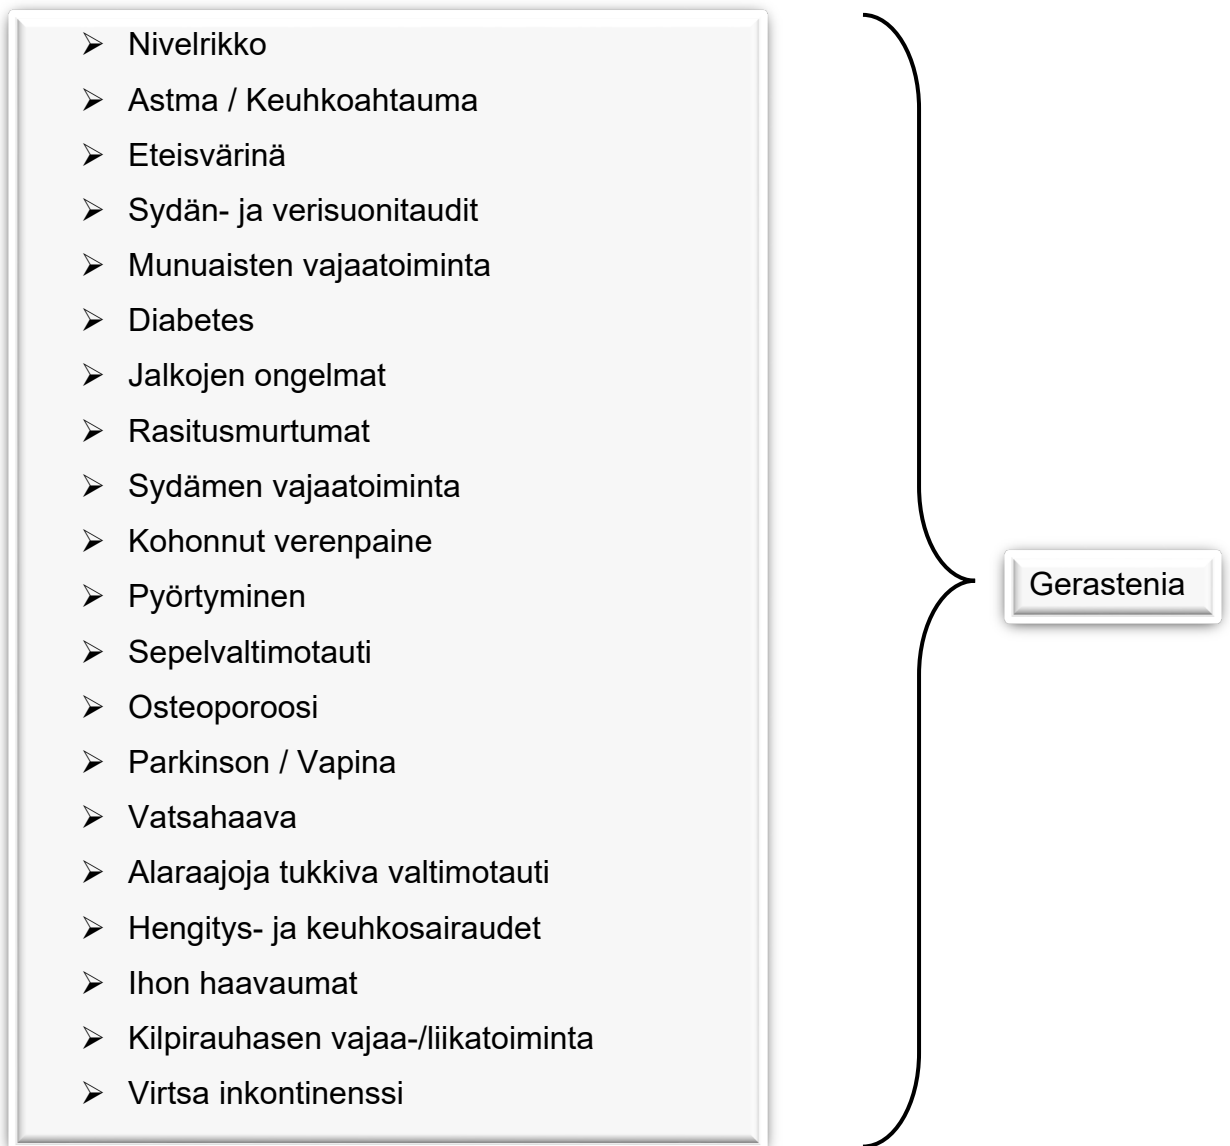 ➢ Nivelrikko
➢ Astma / Keuhkoahtauma
➢ Eteisvärinä
➢ Sydän- ja verisuonitaudit
➢ Munuaisten vajaatoiminta
➢ Diabetes
➢ Jalkojen ongelmat
➢ Rasitusmurtumat
➢ Sydämen vajaatoiminta
➢ Kohonnut verenpaine
➢ Pyörtyminen
➢ Sepelvaltimotauti
➢ Osteoporoosi
➢ Parkinson / Vapina
➢ Vatsahaava
➢ Alaraajoja tukkiva valtimotauti
➢ Hengitys- ja keuhkosairaudet
➢ Ihon haavaumat
➢ Kilpirauhasen vajaa-/liikatoiminta
➢ Virtsa inkontinenssi
Gerastenia